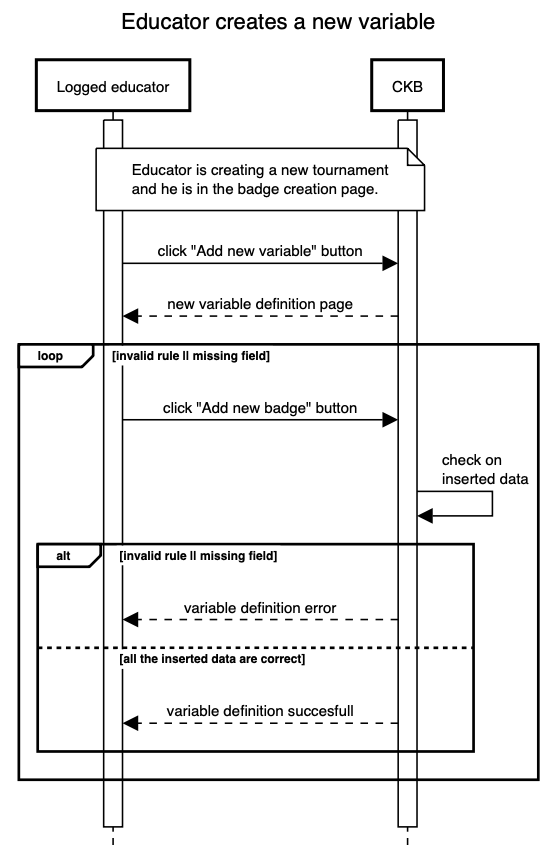 Educator creates a new variable
Logged educator
CKB
Educator is creating a new tournament
and he is in the badge creation page.
click "Add new variable" button
new variable definition page
loop
[invalid rule || missing field]
click "Add new badge" button
check on
inserted data
alt
[invalid rule || missing field]
variable definition error
[all the inserted data are correct]
variable definition succesfull